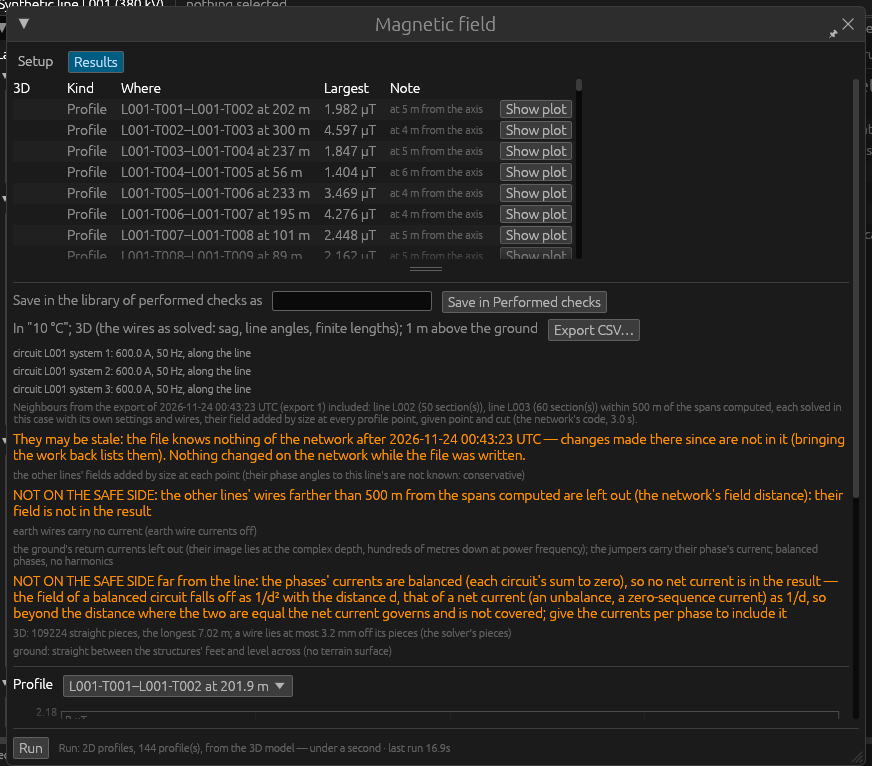 Synthetic line L001 (380 kV) nothing selected
Magnetic field
Setup Results
3D Kind Where Largest Note
Profile L001-T001–L001-T002 at 202 m 1.982 µT at 5 m from the axis Show plot
Profile L001-T002–L001-T003 at 300 m 4.597 µT at 4 m from the axis Show plot
Profile L001-T003–L001-T004 at 237 m 1.847 µT at 5 m from the axis Show plot
Profile L001-T004–L001-T005 at 56 m 1.404 µT at 6 m from the axis Show plot
Profile L001-T005–L001-T006 at 233 m 3.469 µT at 4 m from the axis Show plot
Profile L001-T006–L001-T007 at 195 m 4.276 µT at 4 m from the axis Show plot
Profile L001-T007–L001-T008 at 101 m 2.448 µT at 5 m from the axis Show plot
Profile L001-T008–L001-T009 at 89 m 2.162 µT at 5 m from the axis Show plot
Save in the library of performed checks as Save in Performed checks
In "10 °C"; 3D (the wires as solved: sag, line angles, finite lengths); 1 m above the ground Export CSV…
circuit L001 system 1: 600.0 A, 50 Hz, along the line
circuit L001 system 2: 600.0 A, 50 Hz, along the line
circuit L001 system 3: 600.0 A, 50 Hz, along the line
Neighbours from the export of 2026-11-24 00:43:23 UTC (export 1) included: line L002 (50 section(s)), line L003 (60 section(s)) within 500 m of the spans computed, each solved in
this case with its own settings and wires, their field added by size at every profile point, given point and cut (the network's code, 3.0 s).
They may be stale: the file knows nothing of the network after 2026-11-24 00:43:23 UTC — changes made there since are not in it (bringing
the work back lists them). Nothing changed on the network while the file was written.
the other lines' fields added by size at each point (their phase angles to this line's are not known: conservative)
NOT ON THE SAFE SIDE: the other lines' wires farther than 500 m from the spans computed are left out (the network's field distance): their
field is not in the result
earth wires carry no current (earth wire currents off)
the ground's return currents left out (their image lies at the complex depth, hundreds of metres down at power frequency); the jumpers carry their phase's current; balanced
phases, no harmonics
NOT ON THE SAFE SIDE far from the line: the phases' currents are balanced (each circuit's sum to zero), so no net current is in the result —
the field of a balanced circuit falls off as 1/d² with the distance d, that of a net current (an unbalance, a zero-sequence current) as 1/d, so
beyond the distance where the two are equal the net current governs and is not covered; give the currents per phase to include it
3D: 109224 straight pieces, the longest 7.02 m; a wire lies at most 3.2 mm off its pieces (the solver's pieces)
ground: straight between the structures' feet and level across (no terrain surface)
Profile L001-T001–L001-T002 at 201.9 m
2.18
Run Run: 2D profiles, 144 profile(s), from the 3D model — under a second · last run 16.9s